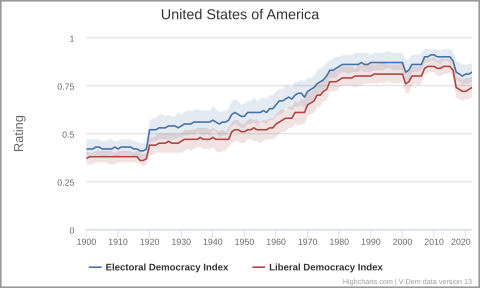 United States of America
1
0.75
0.5
0.25
0
Rating
1900 1910 1920 1930 1940 1950 1960 1970 1980 1990 2000 2010 2020
Electoral Democracy Index Liberal Democracy Index
Highcharts.com | V-Dem data version 13